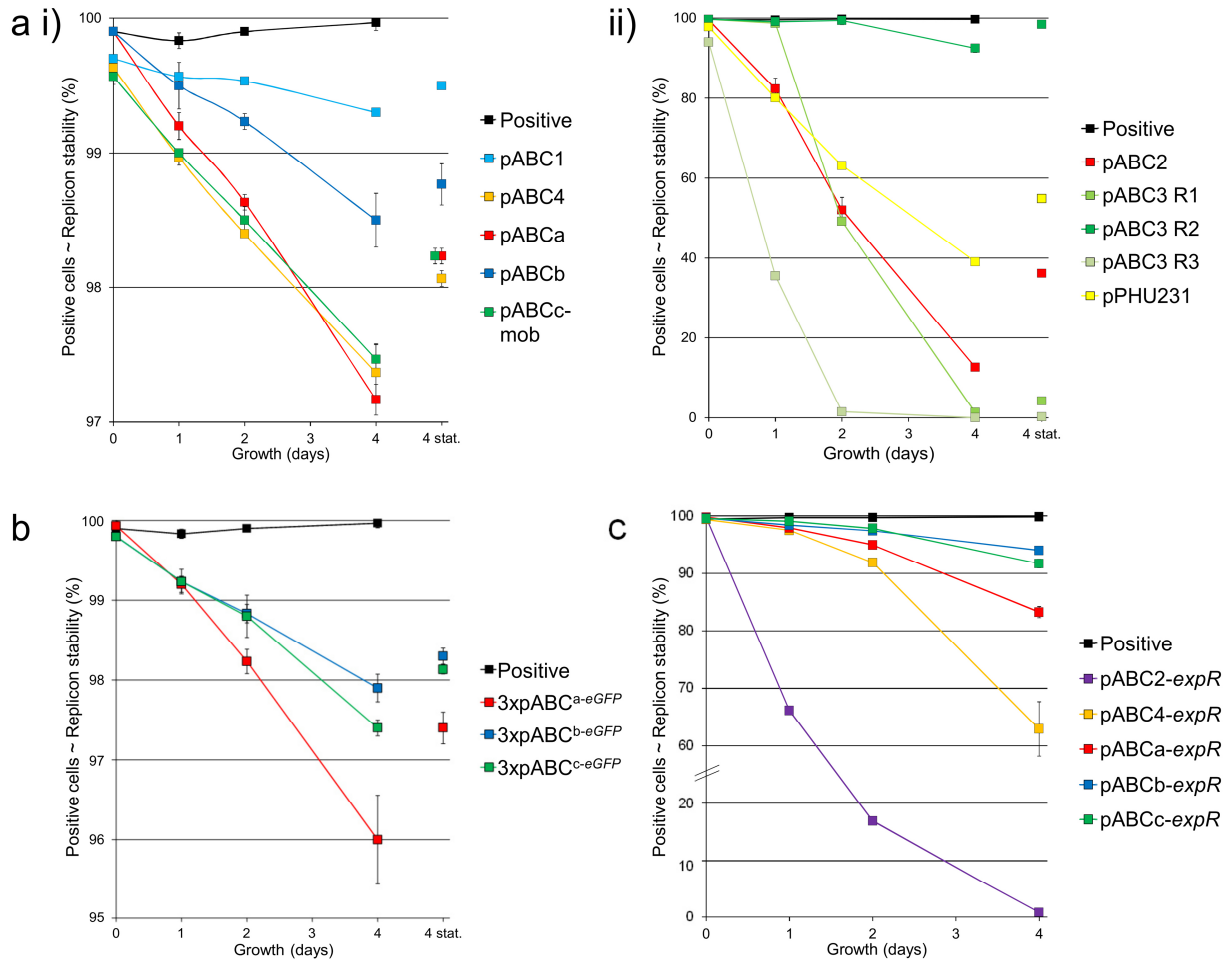 a i)
Positive cells ~ Replicon stability (%)
100
99
98
97
0 1 2 3 4 4 stat.
Growth (days)
Positive
pABC1
pABC4
pABCa
pABCb
pABCc-
mob
ii)
Positive cells ~ Replicon stability (%)
100
80
60
40
20
0
0 1 2 3 4 4 stat.
Growth (days)
Positive
pABC2
pABC3 R1
pABC3 R2
pABC3 R3
pPHU231
b
Positive cells ~ Replicon stability (%)
100
99
98
97
96
95
0 1 2 3 4 4 stat.
Growth (days)
Positive
3xpABCa-eGFP
3xpABCb-eGFP
3xpABCc-eGFP
c
Positive cells ~ Replicon stability (%)
100
90
80
70
60
20
10
0
0 1 2 3 4
Growth (days)
Positive
pABC2-expR
pABC4-expR
pABCa-expR
pABCb-expR
pABCc-expR